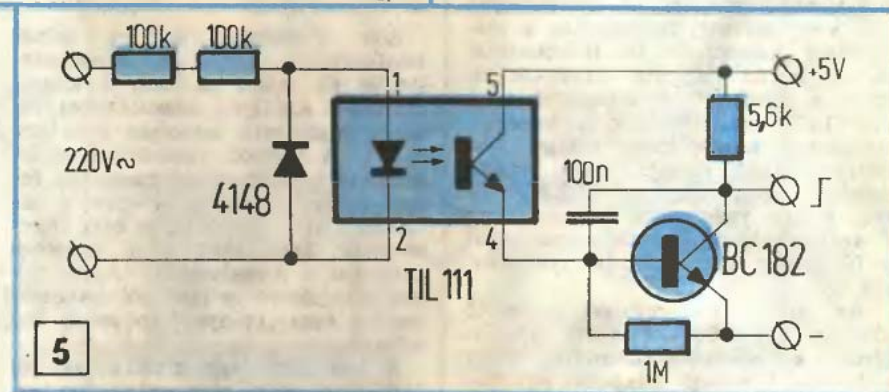 100k 100k
1 5
+5V
5,6k
220V~
4148
100n
2 4
TIL 111
BC 182
–
1M
5